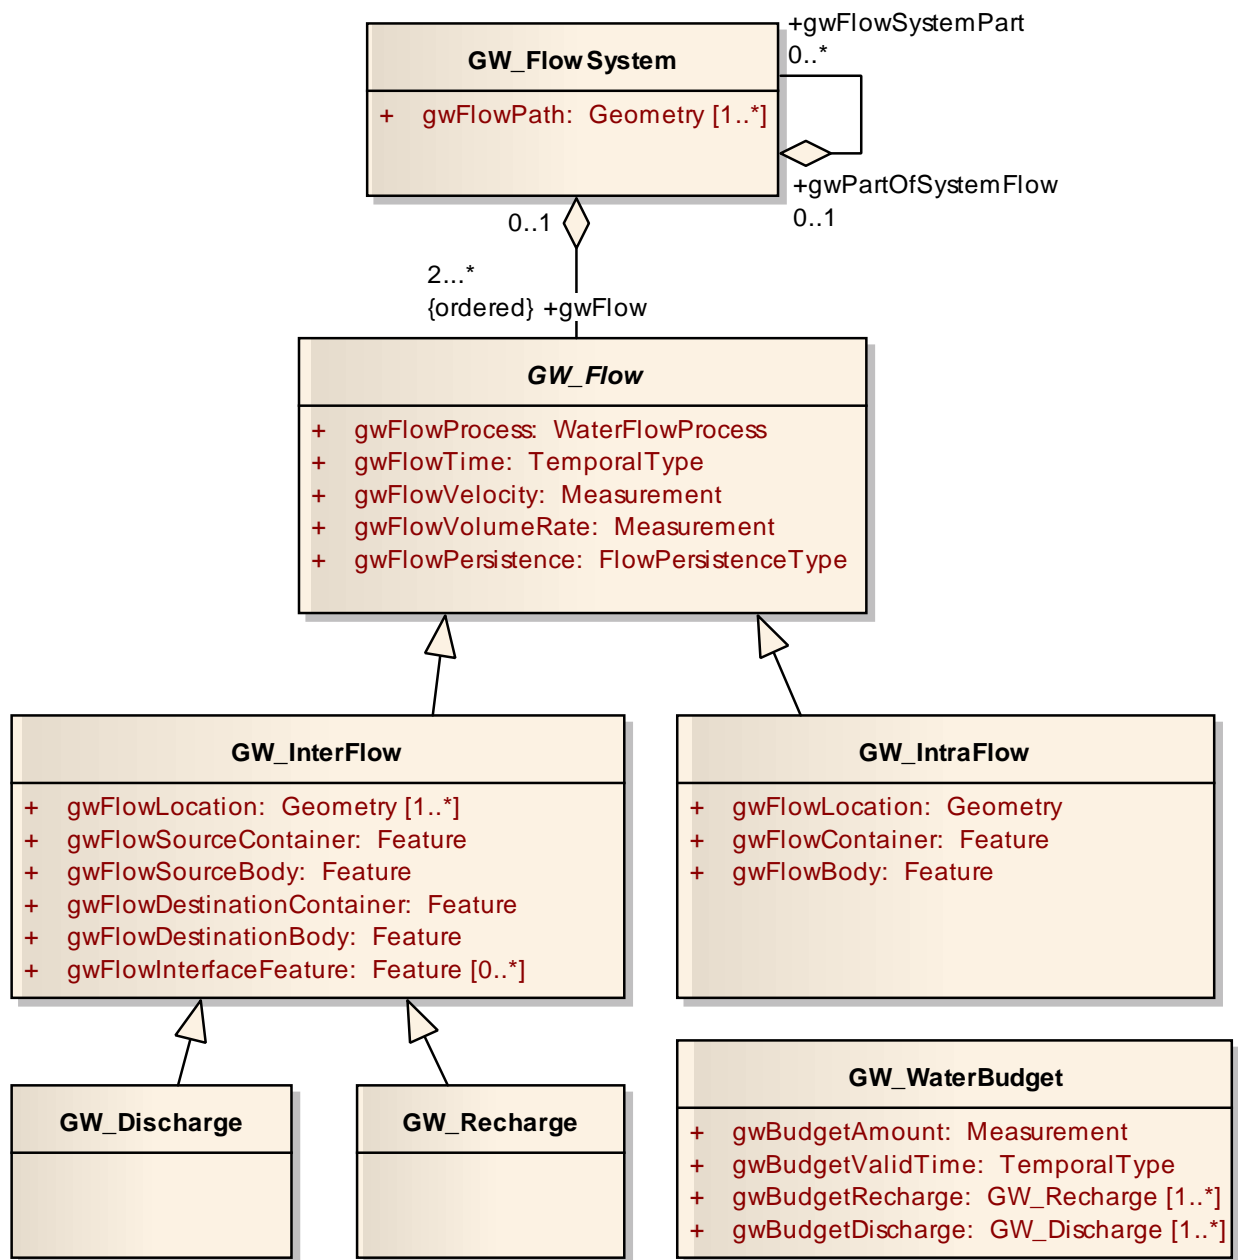 +gwFlowSystemPart
0..*
GW_FlowSystem
+ gwFlowPath: Geometry [1..*]
+gwPartOfSystemFlow
0..1
0..1
2...*
{ordered} +gwFlow
GW_Flow
+ gwFlowProcess: WaterFlowProcess
+ gwFlowTime: TemporalType
+ gwFlowVelocity: Measurement
+ gwFlowVolumeRate: Measurement
+ gwFlowPersistence: FlowPersistenceType
GW_InterFlow
+ gwFlowLocation: Geometry [1..*]
+ gwFlowSourceContainer: Feature
+ gwFlowSourceBody: Feature
+ gwFlowDestinationContainer: Feature
+ gwFlowDestinationBody: Feature
+ gwFlowInterfaceFeature: Feature [0..*]
GW_IntraFlow
+ gwFlowLocation: Geometry
+ gwFlowContainer: Feature
+ gwFlowBody: Feature
GW_Discharge
GW_Recharge
GW_WaterBudget
+ gwBudgetAmount: Measurement
+ gwBudgetValidTime: TemporalType
+ gwBudgetRecharge: GW_Recharge [1..*]
+ gwBudgetDischarge: GW_Discharge [1..*]